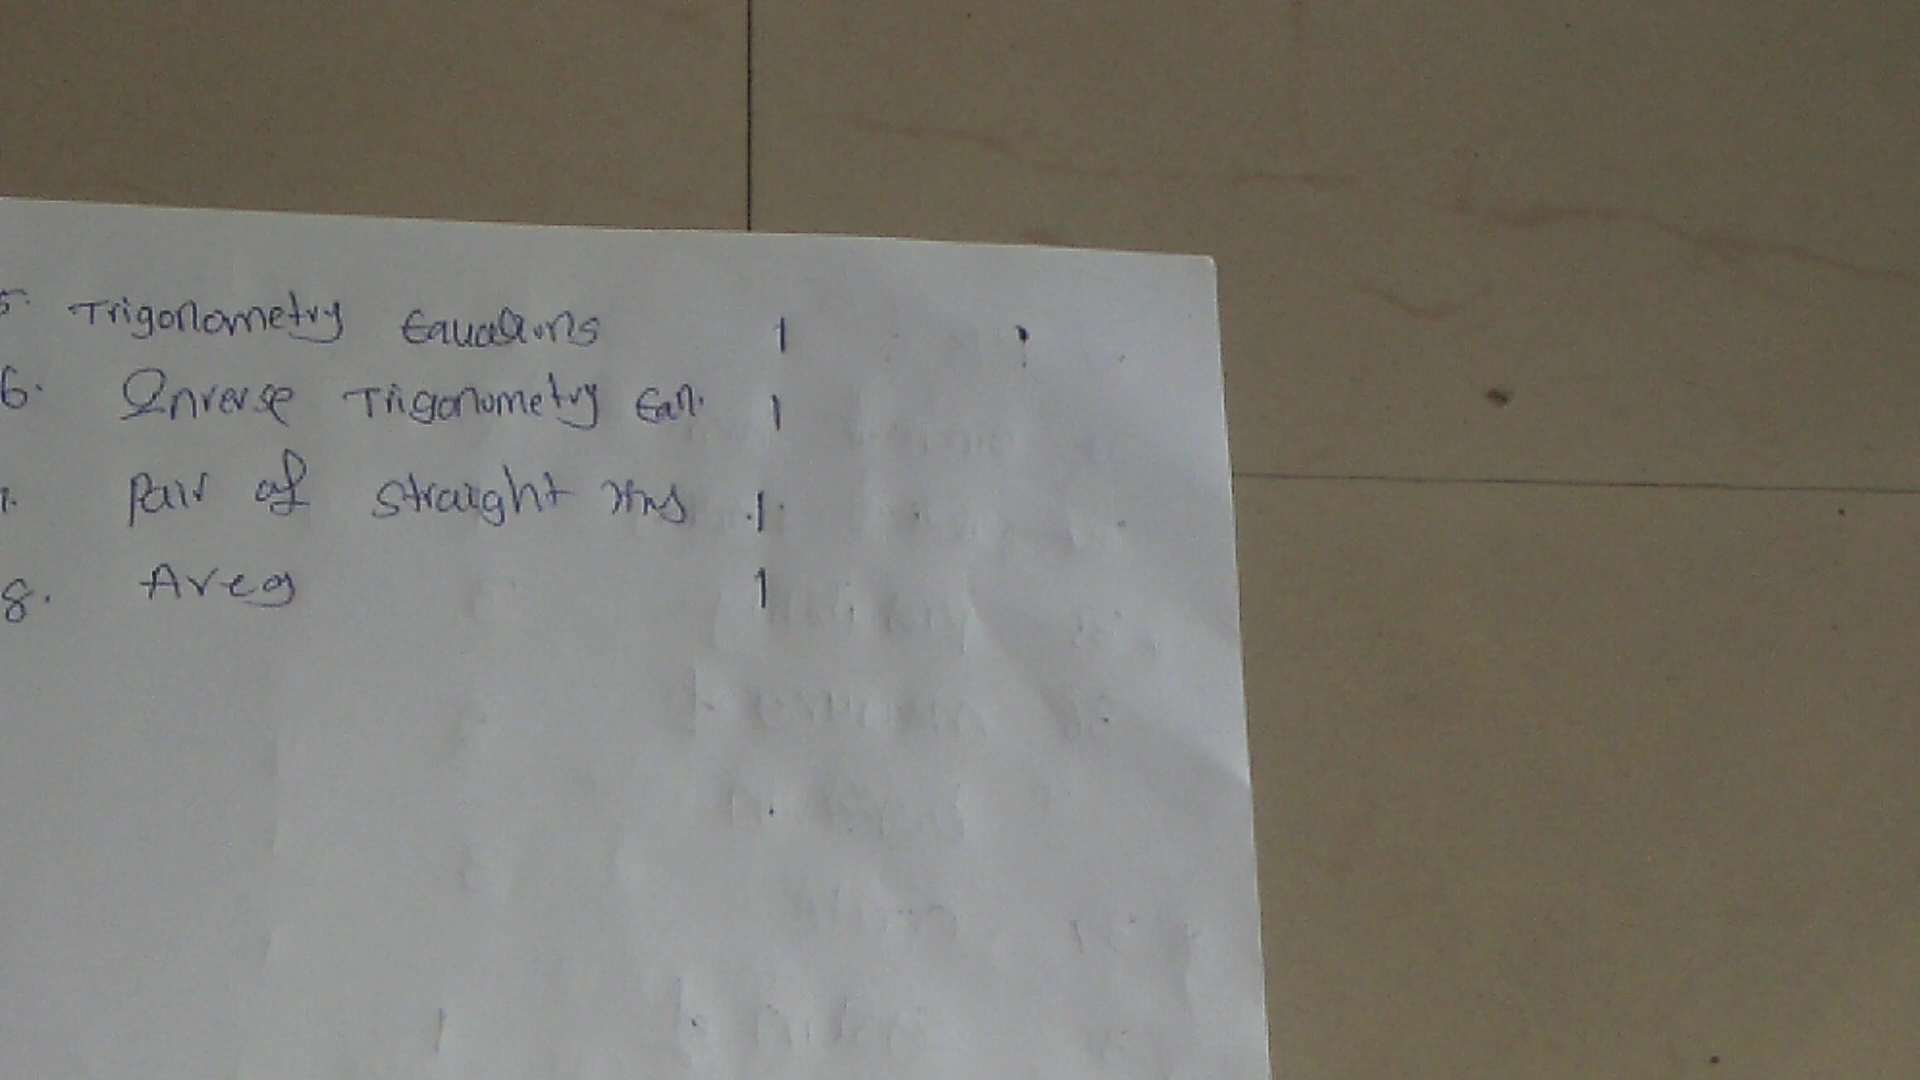 5. Trigonometry Equations 1
6. Inverse Trigonometry Eqn. 1
7. Pair of straight lines 1
8. Area 1